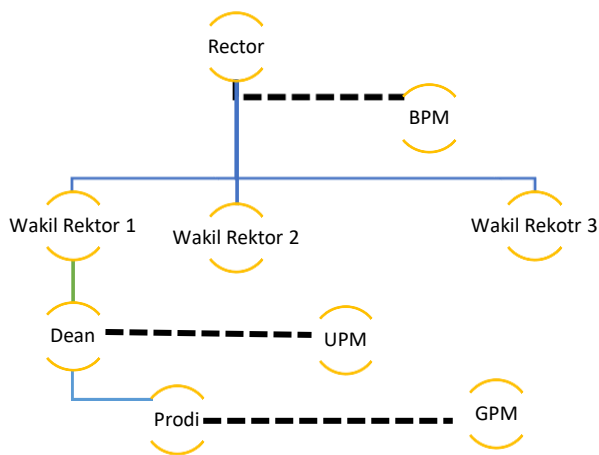 Rector
BPM
Wakil Rektor 1
Wakil Rektor 2
Wakil Rekotr 3
Dean
UPM
Prodi
GPM